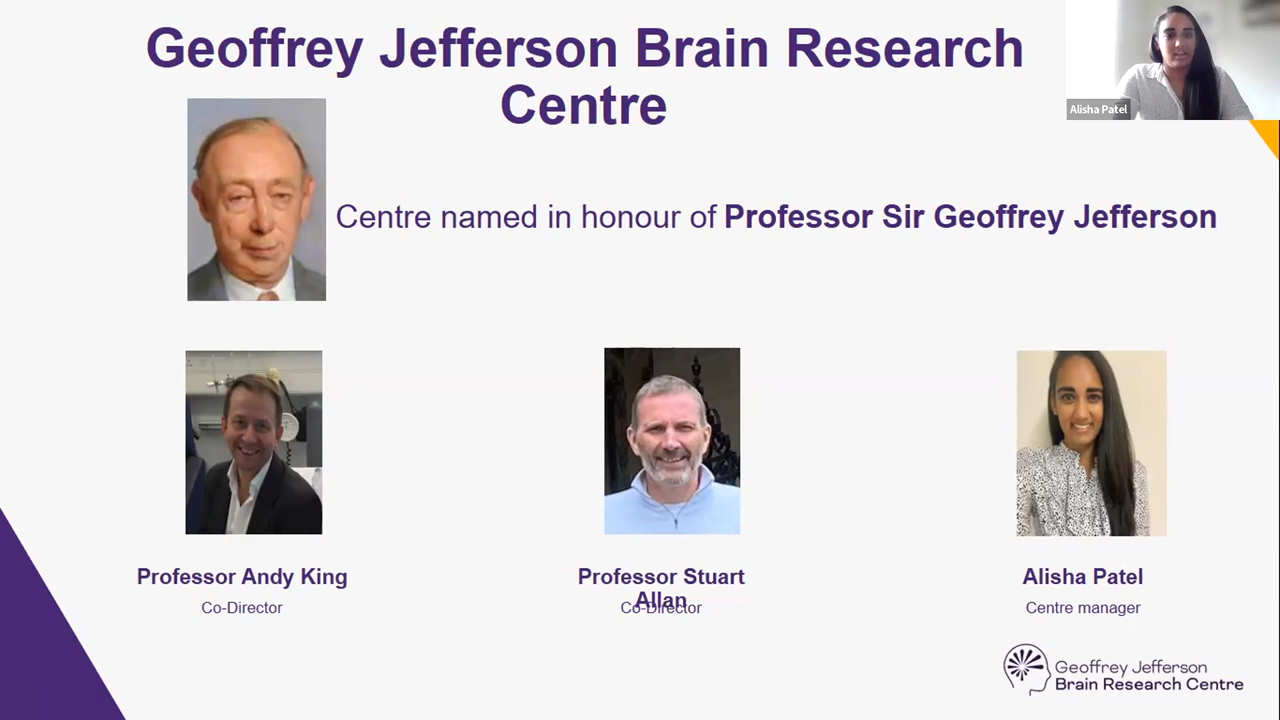 Geoffrey Jefferson Brain Research
Centre
Alisha Patel
Centre named in honour of Professor Sir Geoffrey Jefferson
Professor Andy King
Co-Director
Professor Stuart
Allan
Co-Director
Alisha Patel
Centre manager
Geoffrey Jefferson
Brain Research Centre